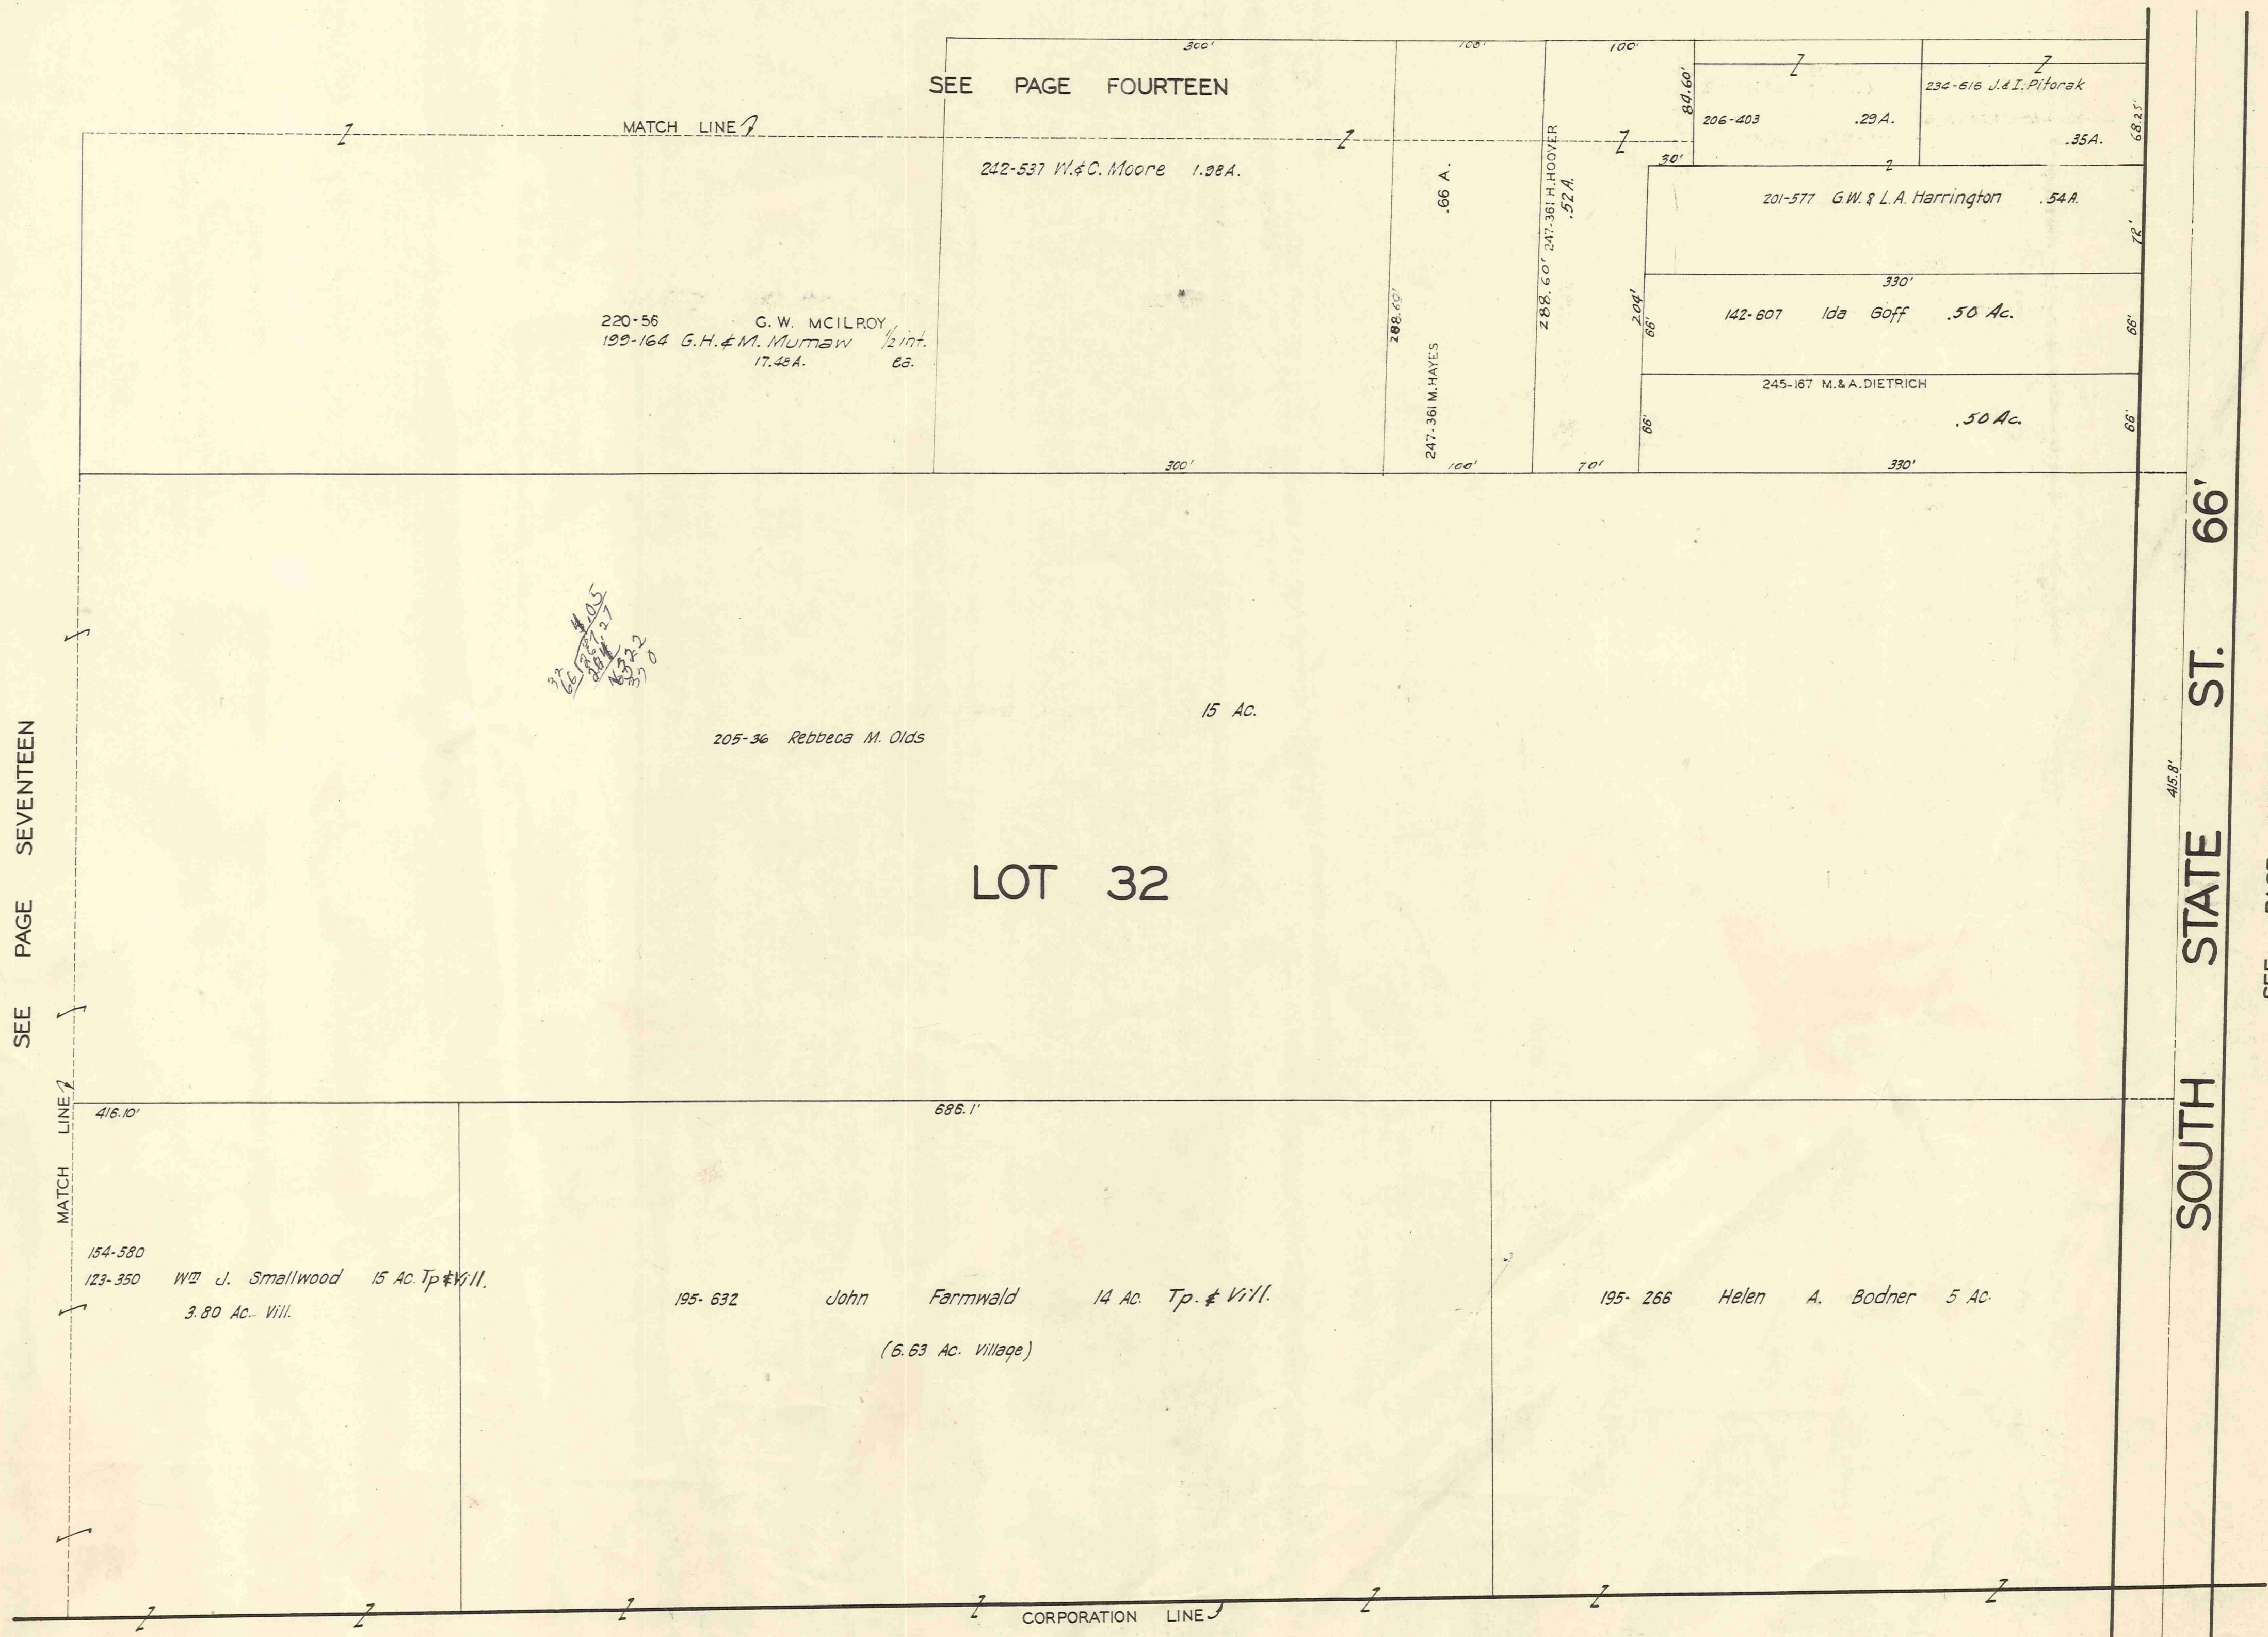 300'
100'
100'
SEE PAGE FOURTEEN
84.60'
234-616 J. & I. Pitorak
206-403 .29A.
.35A.
68.25'
MATCH LINE
30'
242-537 W. & C. Moore 1.98A.
.66 A.
247-361 M. HAYES
288.60'
247-361 H. HOOVER
.52A.
288.60'
201-577 G.W. & L.A. Harrington .54A.
72'
330'
204'
66'
142-607 Ida Goff .50 Ac.
66'
245-167 M. & A. DIETRICH
66'
.50 Ac.
66'
220-56 G. W. MCILROY
199-164 G.H. & M. Mumaw 1/2 int.
17.48A. ea.
300'
100'
70'
330'
SOUTH STATE ST. 66'
4.05
66
205-36 Rebbeca M. Olds
15 Ac.
415.8'
SEE PAGE SEVENTEEN
LOT 32
SEE PAGE
MATCH LINE
416.10'
686.1'
154-580
123-350 Wm J. Smallwood 15 Ac. Tp & Vill.
3.80 Ac. Vill.
195-632 John Farmwald 14 Ac. Tp. & Vill.
(6.63 Ac. Village)
195-266 Helen A. Bodner 5 Ac.
CORPORATION LINE